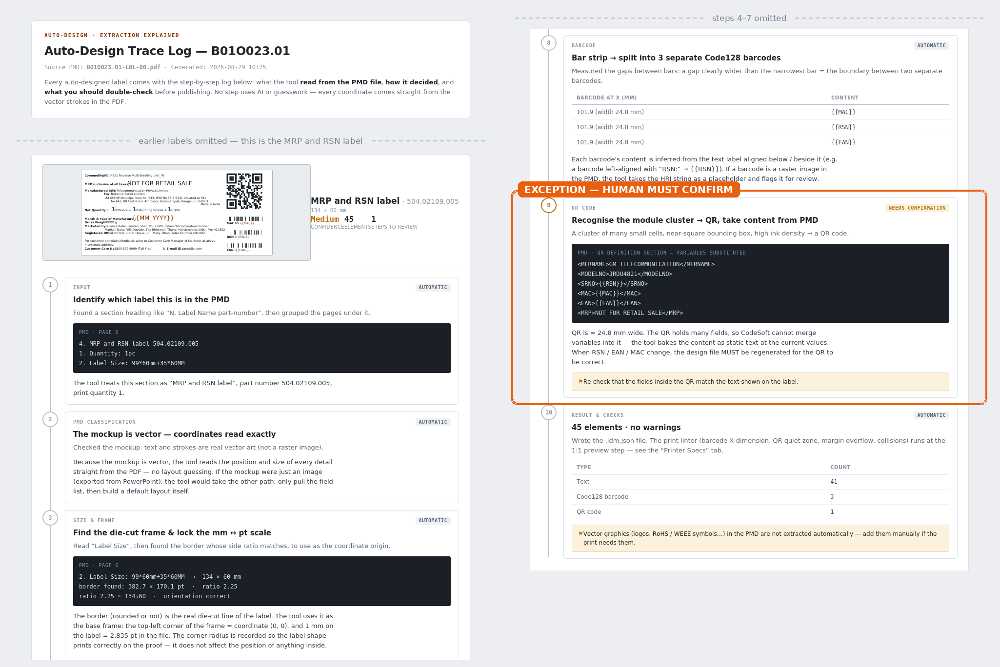 AUTO-DESIGN · EXTRACTION EXPLAINED
Auto-Design Trace Log — B01O023.01
Source PMD: B01O023.01-LBL-00.pdf · Generated: 2026-08-29 10:25
Every auto-designed label comes with the step-by-step log below: what the tool read from the PMD file, how it decided, and
what you should double-check before publishing. No step uses AI or guesswork — every coordinate comes straight from the
vector strokes in the PDF.
earlier labels omitted — this is the MRP and RSN label
Commodity JRDU4821 Reverse Multi-Dwelling Unit_IN
MRP (inclusive of all taxes) NOT FOR RETAIL SALE
Manufactured by GM Telecommunication Private Limited
For : Reliance Retail Limited
At : BBMP Municipal New No. 643, (PID No.68-6-643), situated at Site
No.643, 80 Feet Road, 4th Block, Koramangala, Bengaluru 560034
Made in India
Net Quantity : 1N Device + 1N Mounting Screws + 1N QSG
Month & Year of Manufacture: {{MM_YYYY}}
Gross Weight XXXX g
Marketed by Reliance Retail Limited, Shed No. 77/80, Indian Oil Corporation Godown,
Mankoli Naka, Vill: Dapode, Tal: Bhiwandi, Thane, Maharashtra, India. Pin: 421302
Registered Office 3rd Floor, Court House, L.T .Marg. Dhobi Talao Mumbai 400 002.
For customer complaint/feedback, write to Customer Care Manager of Marketer at above
mentioned address.
Customer Care No. 1800 890 9999 (Toll Free) & E-mail ID care@jio.com
MAC ID :{{MAC}}
RSN :{{RSN}}
EAN :{{EAN}}
MRP and RSN label · 504.02109.005
134 × 60 mm
Medium 45 1
CONFIDENCE ELEMENTS STEPS TO REVIEW
1
INPUT
AUTOMATIC
Identify which label this is in the PMD
Found a section heading like “N. Label Name part-number”, then grouped the pages under it.
PMD · PAGE 6
4. MRP and RSN label 504.02109.005
1. Quantity: 1pc
2. Label Size: 99*60mm+35*60MM
The tool treats this section as “MRP and RSN label”, part number 504.02109.005,
print quantity 1.
2
PMD CLASSIFICATION
AUTOMATIC
The mockup is vector — coordinates read exactly
Checked the mockup: text and strokes are real vector art (not a raster image).
Because the mockup is vector, the tool reads the position and size of every detail
straight from the PDF — no layout guessing. If the mockup were just an image
(exported from PowerPoint), the tool would take the other path: only pull the field
list, then build a default layout itself.
3
SIZE & FRAME
AUTOMATIC
Find the die-cut frame & lock the mm ↔ pt scale
Read “Label Size”, then found the border whose side ratio matches, to use as the coordinate origin.
PMD · PAGE 6
2. Label Size: 99*60mm+35*60MM → 134 × 60 mm
border found: 382.7 × 170.1 pt · ratio 2.25
ratio 2.25 ≈ 134÷60 · orientation correct
The border (rounded or not) is the real die-cut line of the label. The tool uses it as
the base frame: the top-left corner of the frame = coordinate (0, 0), and 1 mm on
the label = 2.835 pt in the file. The corner radius is recorded so the label shape
prints correctly on the proof — it does not affect the position of anything inside.
steps 4–7 omitted
8
BARCODE
AUTOMATIC
Bar strip → split into 3 separate Code128 barcodes
Measured the gaps between bars: a gap clearly wider than the narrowest bar = the boundary between two separate
barcodes.
BARCODE AT X (MM) CONTENT
101.9 (width 24.8 mm) {{MAC}}
101.9 (width 24.8 mm) {{RSN}}
101.9 (width 24.8 mm) {{EAN}}
Each barcode's content is inferred from the text label aligned below / beside it (e.g.
a barcode left-aligned with “RSN:” → {{RSN}}). If a barcode is a raster image in
the PMD, the tool takes the HRI string as a placeholder and flags it for review.
EXCEPTION — HUMAN MUST CONFIRM
9
QR CODE
NEEDS CONFIRMATION
Recognise the module cluster → QR, take content from PMD
A cluster of many small cells, near-square bounding box, high ink density → a QR code.
PMD · QR DEFINITION SECTION — VARIABLES SUBSTITUTED
<MFRNAME>GM TELECOMMUNICATION</MFRNAME>
<MODELNO>JRDU4821</MODELNO>
<SRNO>{{RSN}}</SRNO>
<MAC>{{MAC}}</MAC>
<EAN>{{EAN}}</EAN>
<MRP>NOT FOR RETAIL SALE</MRP>
QR is ≈ 24.8 mm wide. The QR holds many fields, so CodeSoft cannot merge
variables into it — the tool bakes the content as static text at the current values.
When RSN / EAN / MAC change, the design file MUST be regenerated for the QR to
be correct.
⚑Re-check that the fields inside the QR match the text shown on the label.
10
RESULT & CHECKS
AUTOMATIC
45 elements · no warnings
Wrote the .ldm.json file. The print linter (barcode X-dimension, QR quiet zone, margin overflow, collisions) runs at the
1:1 preview step — see the “Printer Specs” tab.
TYPE COUNT
Text 41
Code128 barcode 3
QR code 1
⚑Vector graphics (logos, RoHS / WEEE symbols…) in the PMD are not extracted automatically — add them manually if the
print needs them.